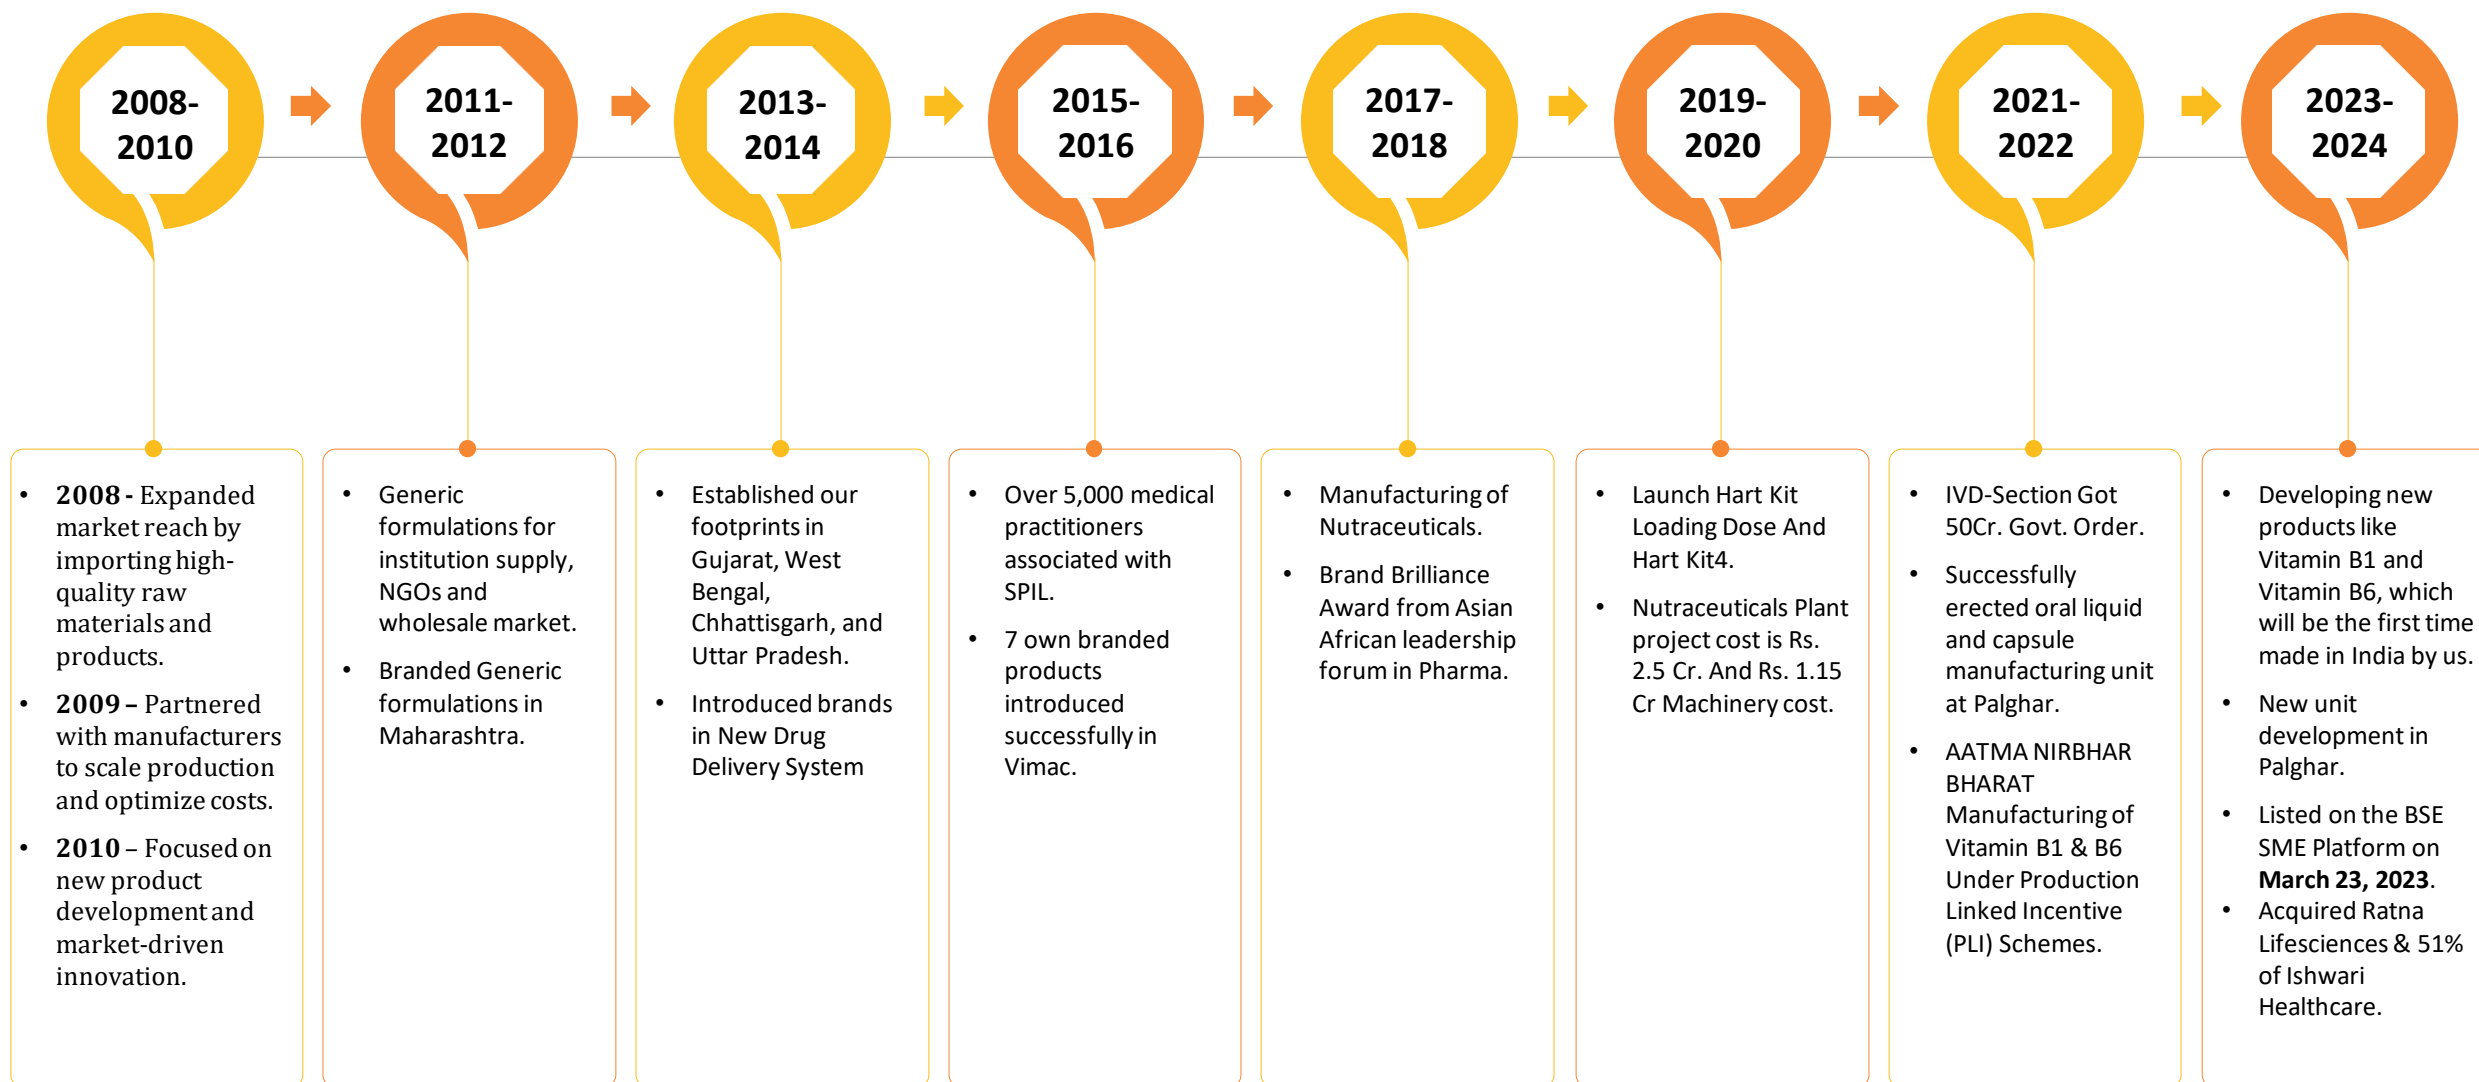 2008-
2010
2011-
2012
2013-
2014
2015-
2016
2017-
2018
2019-
2020
2021-
2022
2023-
2024
• 2008 - Expanded
market reach by
importing high-
quality raw
materials and
products.
• 2009 – Partnered
with manufacturers
to scale production
and optimize costs.
• 2010 – Focused on
new product
development and
market-driven
innovation.
• Generic
formulations for
institution supply,
NGOs and
wholesale market.
• Branded Generic
formulations in
Maharashtra.
• Established our
footprints in
Gujarat, West
Bengal,
Chhattisgarh, and
Uttar Pradesh.
• Introduced brands
in New Drug
Delivery System
• Over 5,000 medical
practitioners
associated with
SPIL.
• 7 own branded
products
introduced
successfully in
Vimac.
• Manufacturing of
Nutraceuticals.
• Brand Brilliance
Award from Asian
African leadership
forum in Pharma.
• Launch Hart Kit
Loading Dose And
Hart Kit4.
• Nutraceuticals Plant
project cost is Rs.
2.5 Cr. And Rs. 1.15
Cr Machinery cost.
• IVD-Section Got
50Cr. Govt. Order.
• Successfully
erected oral liquid
and capsule
manufacturing unit
at Palghar.
• AATMA NIRBHAR
BHARAT
Manufacturing of
Vitamin B1 & B6
Under Production
Linked Incentive
(PLI) Schemes.
• Developing new
products like
Vitamin B1 and
Vitamin B6, which
will be the first time
made in India by us.
• New unit
development in
Palghar.
• Listed on the BSE
SME Platform on
March 23, 2023.
• Acquired Ratna
Lifesciences & 51%
of Ishwari
Healthcare.